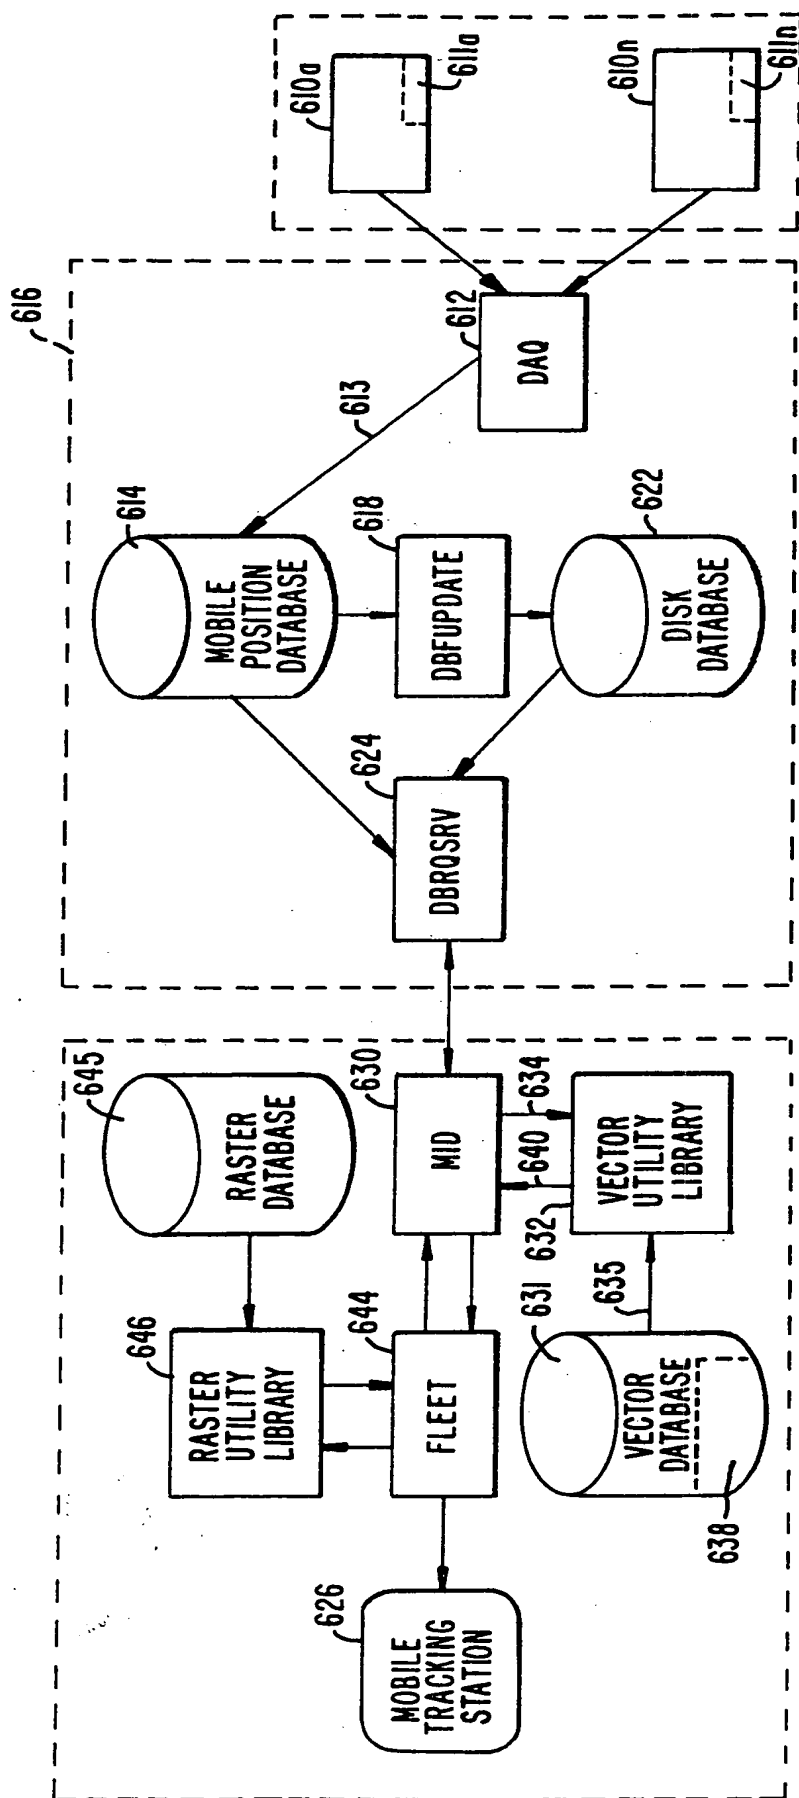 626
MOBILE
TRACKING
STATION
646
RASTER
UTILITY
LIBRARY
645
RASTER
DATABASE
644
FLEET
630
MID
634
640
631
VECTOR
DATABASE
638
635
632
VECTOR
UTILITY
LIBRARY
616
624
DBRQSRV
614
MOBILE
POSITION
DATABASE
618
DBFUPDATE
622
DISK
DATABASE
613
612
DAQ
610a
611a
610n
611n